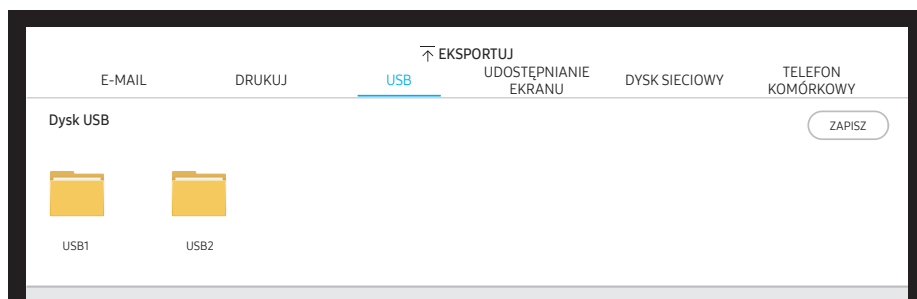 EKSPORTUJ
E-MAIL DRUKUJ USB UDOSTĘPNIANIE EKRANU DYSK SIECIOWY TELEFON KOMÓRKOWY
Dysk USB ZAPISZ
USB1 USB2